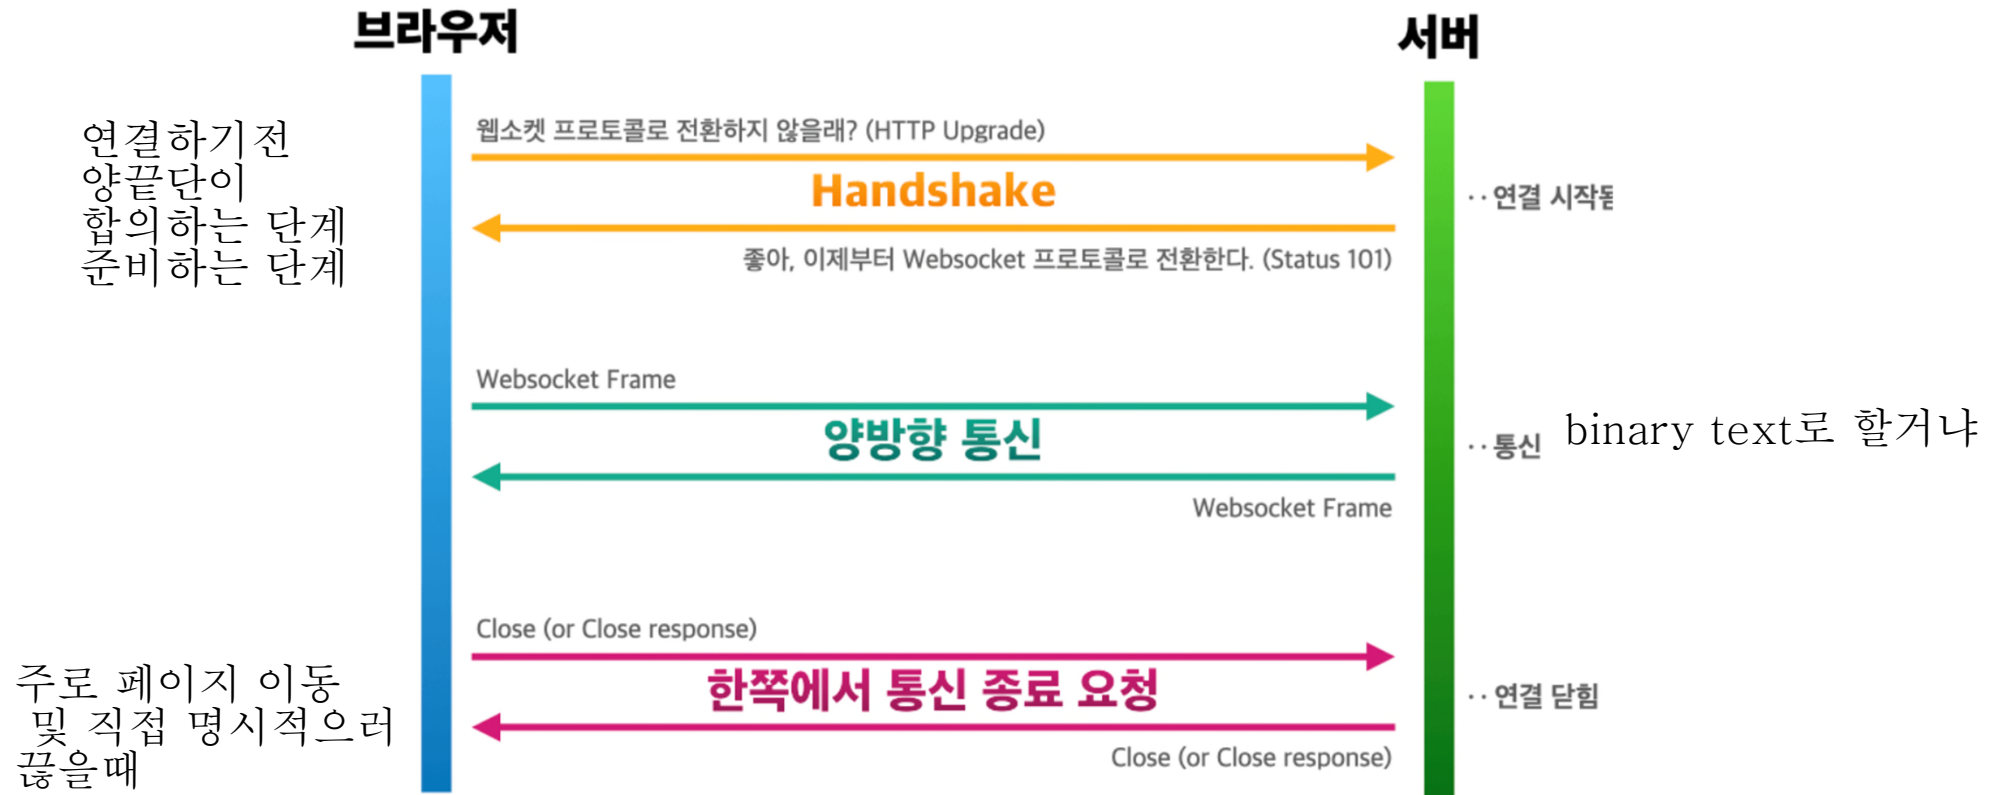 브라우저
서버
연결하기전
양끝단이
합의하는 단계
준비하는 단계
웹소켓 프로토콜로 전환하지 않을래? (HTTP Upgrade)
Handshake
좋아, 이제부터 Websocket 프로토콜로 전환한다. (Status 101)
·· 연결 시작됨
Websocket Frame
양방향 통신
Websocket Frame
·· 통신
binary text로 할거냐
Close (or Close response)
한쪽에서 통신 종료 요청
Close (or Close response)
·· 연결 닫힘
주로 페이지 이동
및 직접 명시적으러
끊을때